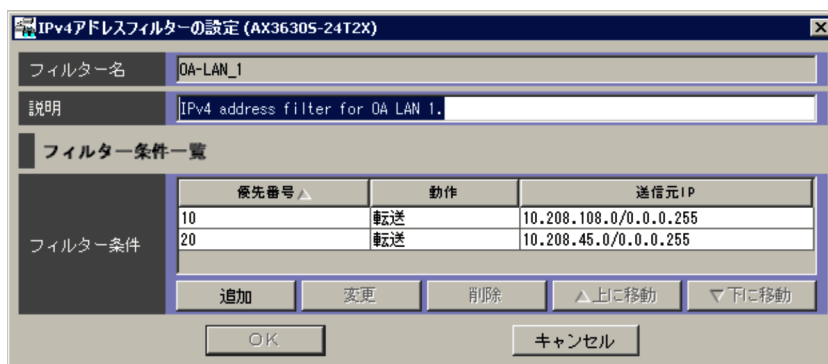 IPv4アドレスフィルターの設定 (AX3630S-24T2X)
フィルター名 OA-LAN_1
説明 IPv4 address filter for OA LAN 1.
フィルター条件一覧
優先番号△ 動作 送信元IP
10 転送 10.208.108.0/0.0.0.255
20 転送 10.208.45.0/0.0.0.255
フィルター条件
追加 変更 削除 △上に移動 ▽下に移動
OK キャンセル